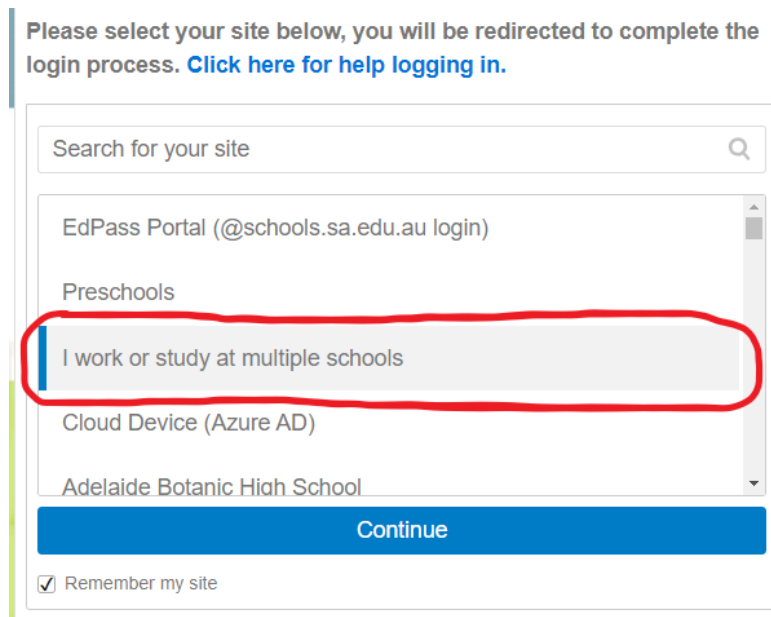 Please select your site below, you will be redirected to complete the
login process. Click here for help logging in.
Search for your site
EdPass Portal (@schools.sa.edu.au login)
Preschools
I work or study at multiple schools
Cloud Device (Azure AD)
Adelaide Botanic High School
Continue
Remember my site